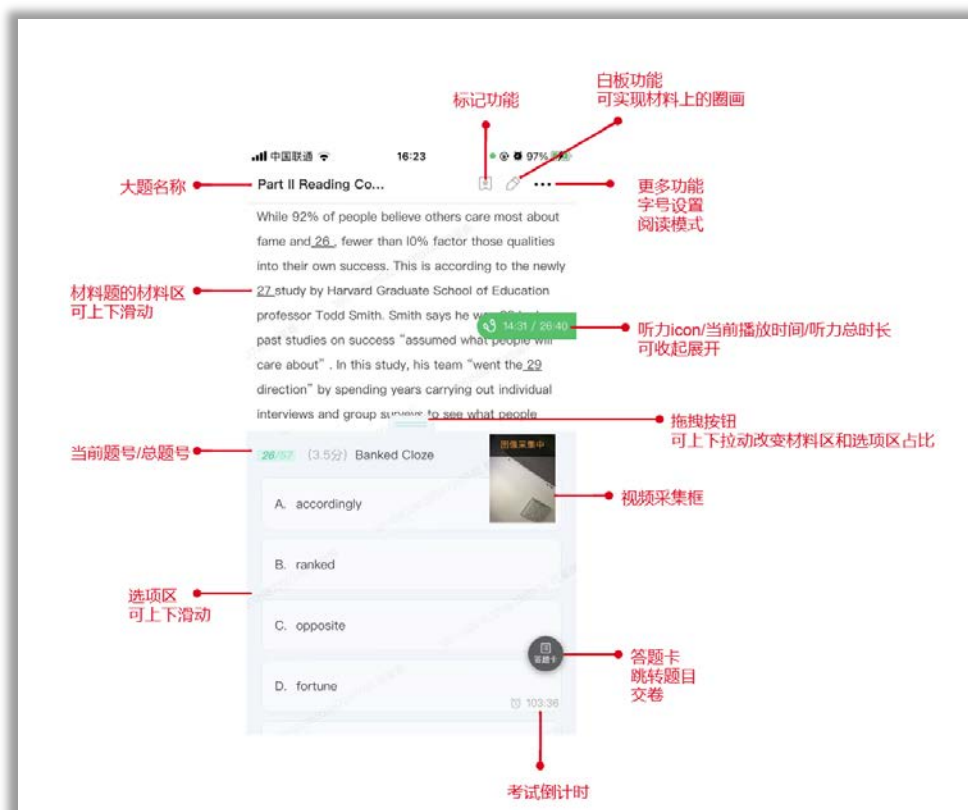 白板功能
可实现材料上的圈画
标记功能
中国联通
16:23
97%
大题名称
Part II Reading Co...
更多功能
字号设置
阅读模式
While 92% of people believe others care most about
fame and 26 , fewer than I0% factor those qualities
into their own success. This is according to the newly
材料题的材料区
可上下滑动
27 study by Harvard Graduate School of Education
professor Todd Smith. Smith says he
14:31 / 26:40
听力icon/当前播放时间/听力总时长
可收起展开
past studies on success “assumed what people will
care about” . In this study, his team “went the 29
direction” by spending years carrying out individual
interviews and group surveys to see what people
拖拽按钮
可上下拉动改变材料区和选项区占比
当前题号/总题号
26/57 (3.5分) Banked Cloze
图像采集中
视频采集框
A. accordingly
B. ranked
选项区
可上下滑动
C. opposite
答题卡
答题卡
跳转题目
交卷
D. fortune
103:36
考试倒计时